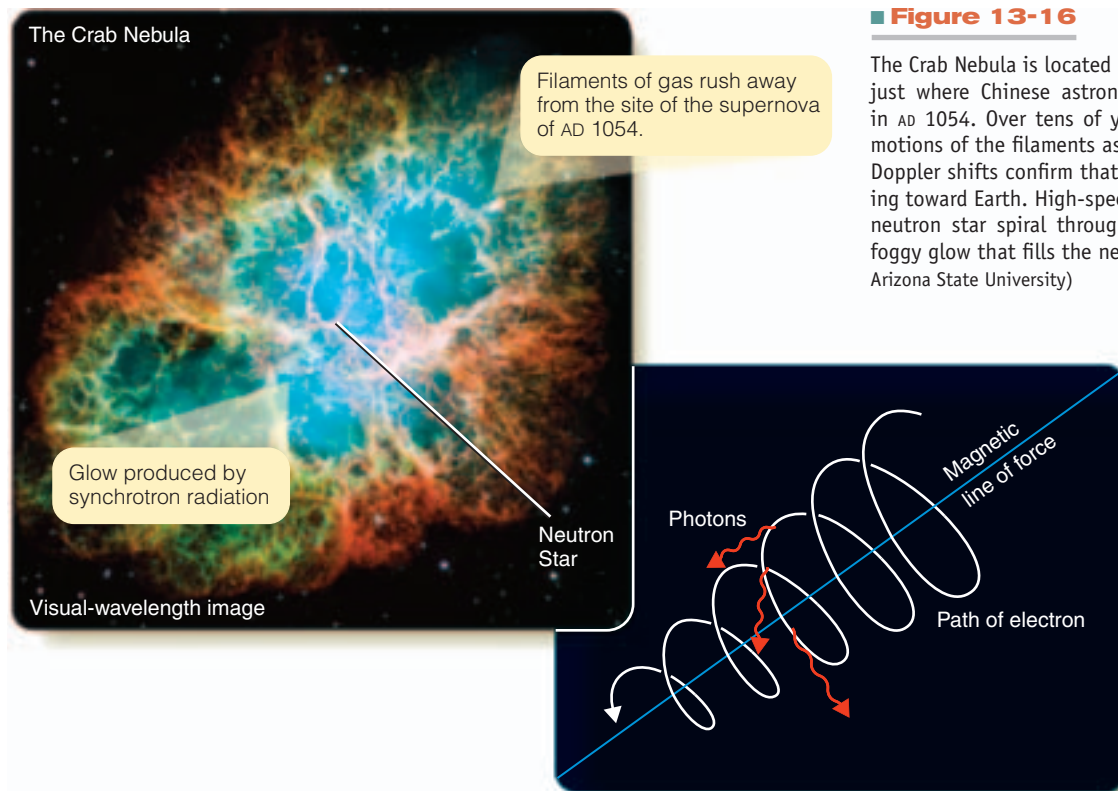 The Crab Nebula
Filaments of gas rush away
from the site of the supernova
of AD 1054.
Glow produced by
synchrotron radiation
Neutron
Star
Visual-wavelength image
■ Figure 13-16
The Crab Nebula is located
just where Chinese astron
in AD 1054. Over tens of y
motions of the filaments as
Doppler shifts confirm that
ing toward Earth. High-spe
neutron star spiral throug
foggy glow that fills the ne
Arizona State University)
Magnetic
line of force
Photons
Path of electron